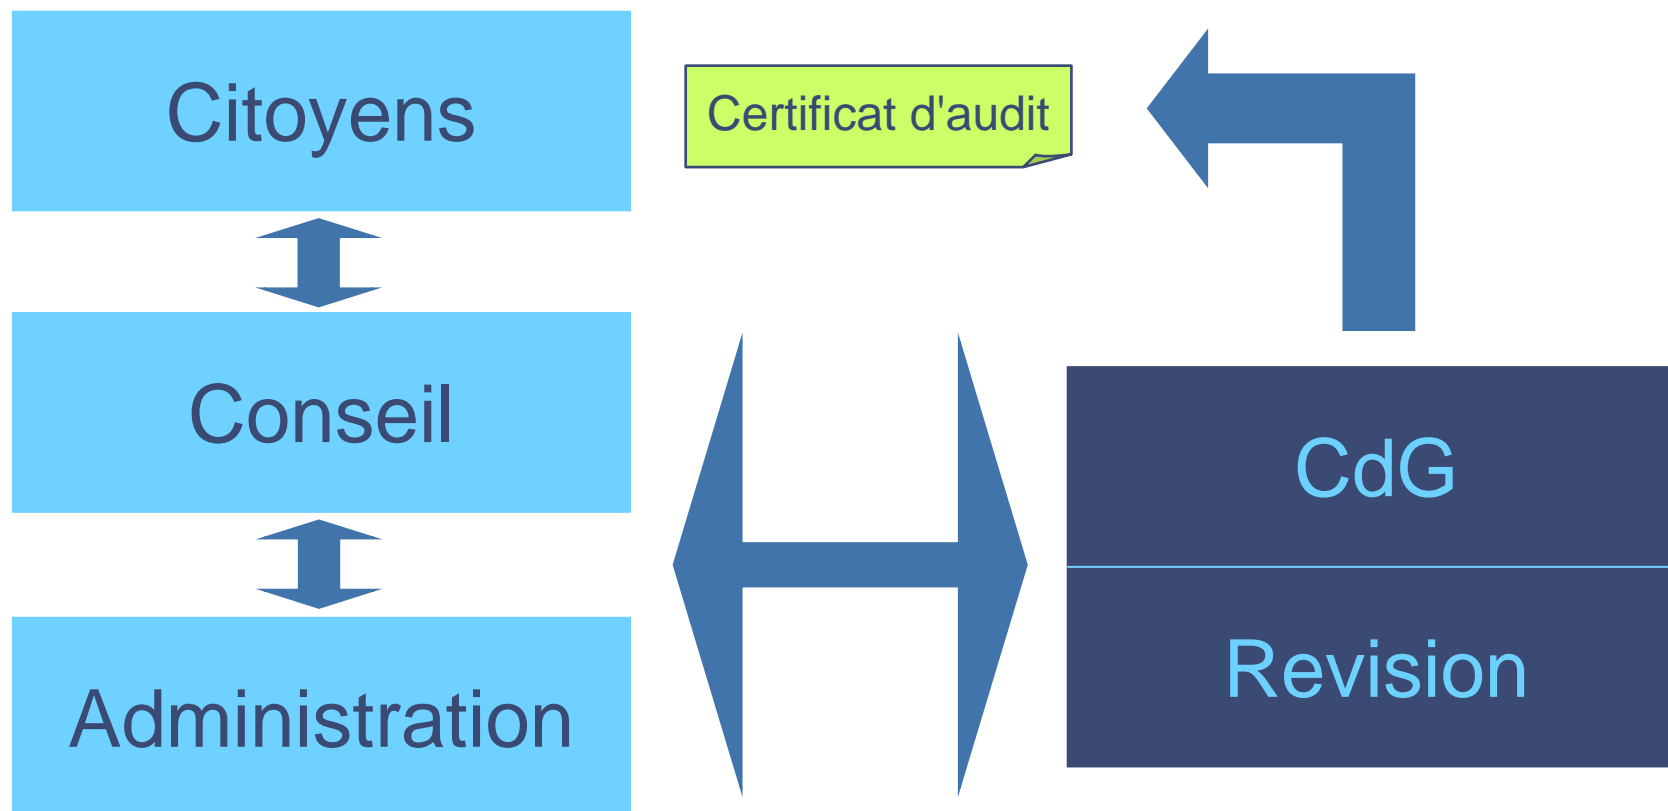 Citoyens
Certificat d'audit
Conseil
CdG
Revision
Administration